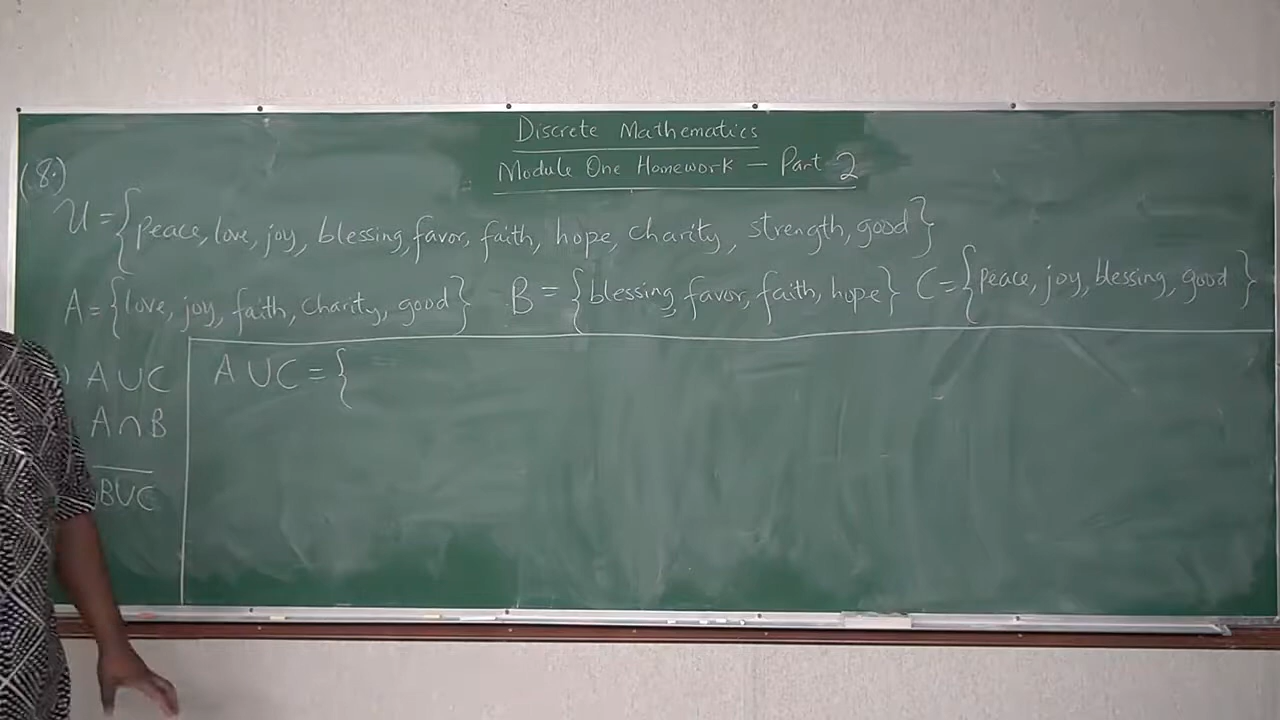 Discrete Mathematics
Module One Homework — Part 2
(8.)
U = {peace, love, joy, blessing, favor, faith, hope, charity, strength, good}
A = {love, joy, faith, charity, good} B = {blessing, favor, faith, hope} C = {peace, joy, blessing, good}
) A ∪ C
A ∩ B
B̅ ̅∪̅ ̅C̅
A ∪ C = {